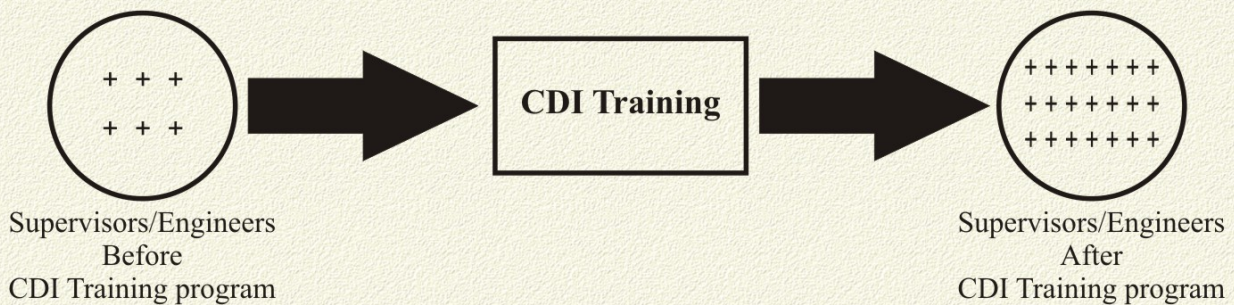 + + +
+ + +
Supervisors/Engineers
Before
CDI Training program
CDI Training
+ + + + + + +
+ + + + + + +
+ + + + + + +
Supervisors/Engineers
After
CDI Training program